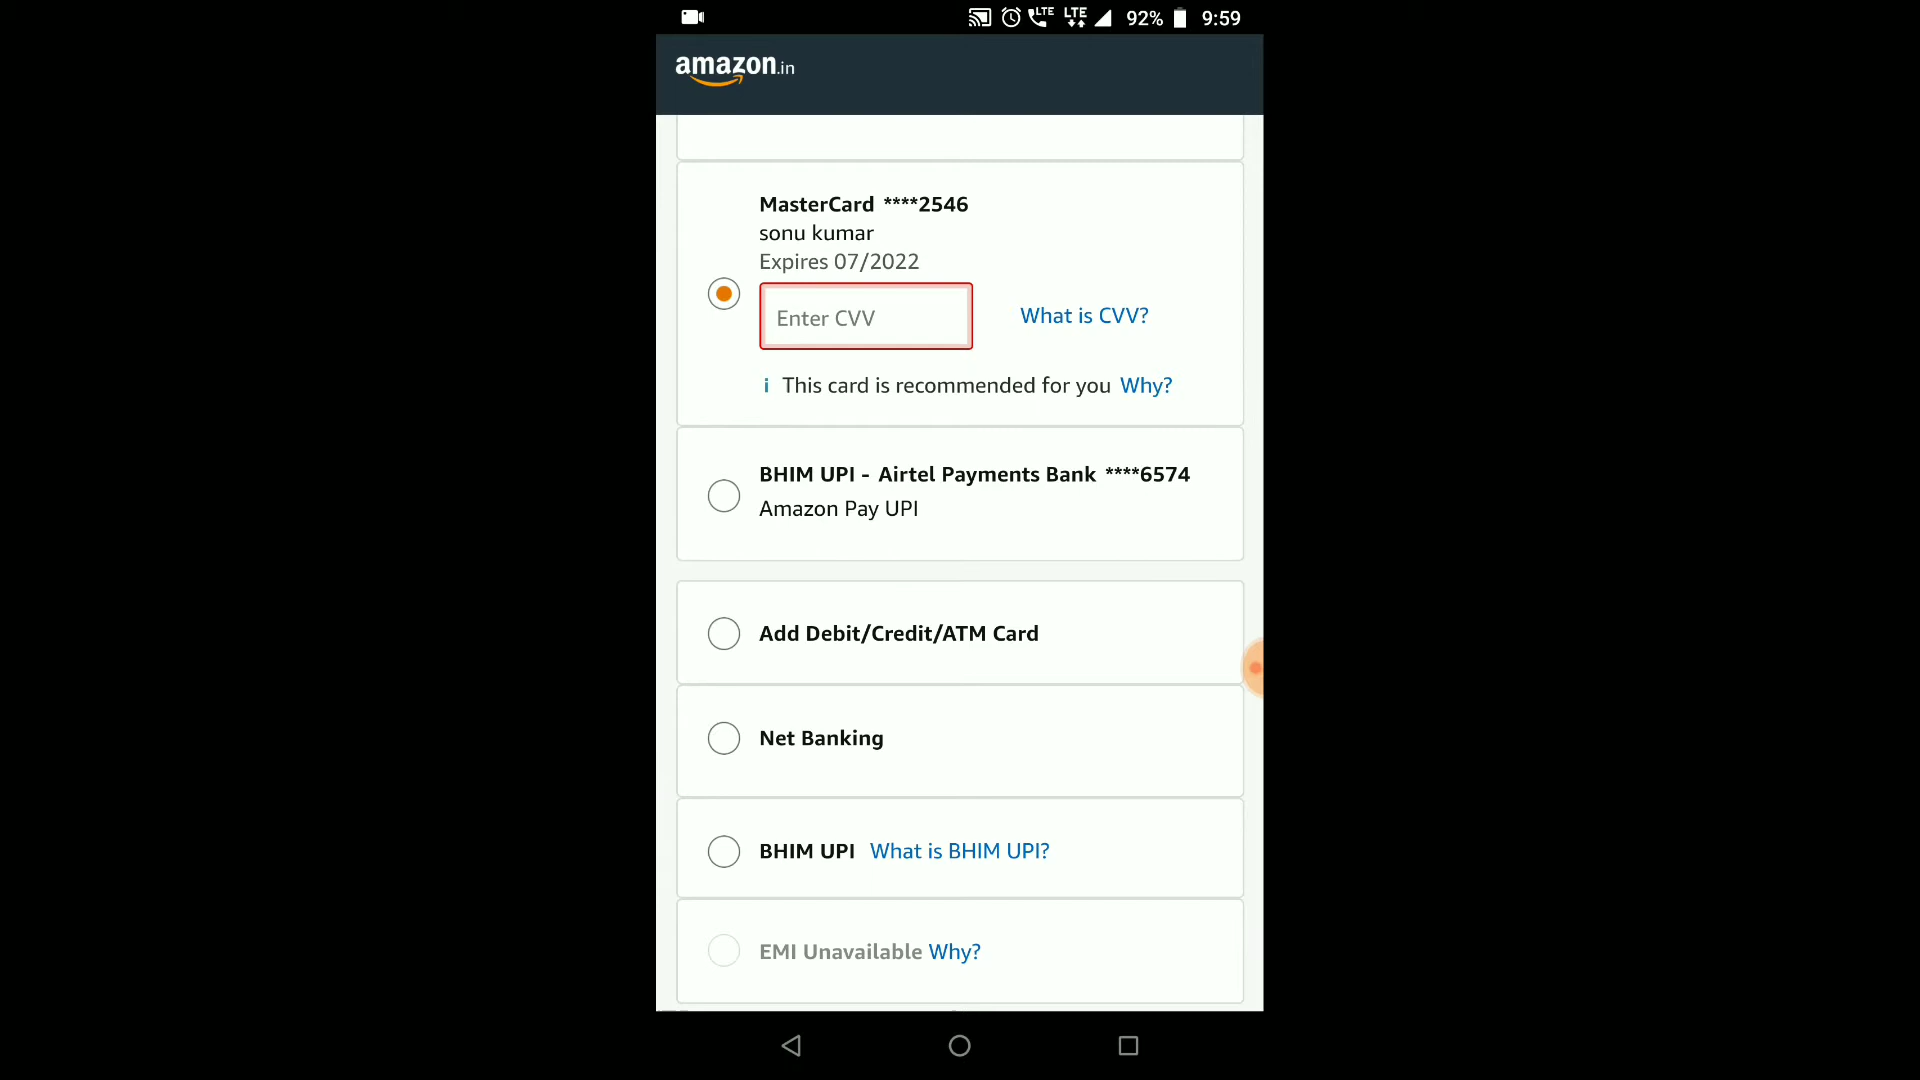 LTE LTE 92% 9:59
amazon.in
MasterCard ****2546
sonu kumar
Expires 07/2022
Enter CVV
What is CVV?
i This card is recommended for you Why?
BHIM UPI - Airtel Payments Bank ****6574
Amazon Pay UPI
Add Debit/Credit/ATM Card
Net Banking
BHIM UPI What is BHIM UPI?
EMI Unavailable Why?